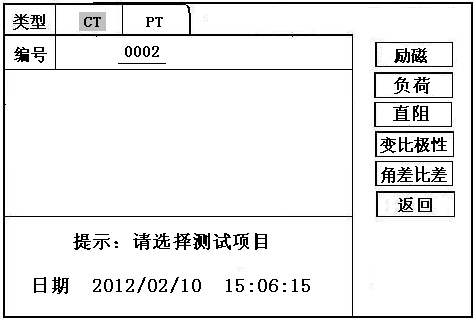 类型 CT PT
编号 0002
励磁
负荷
直阻
变比极性
角差比差
返回
提示：请选择测试项目
日期 2012/02/10 15:06:15